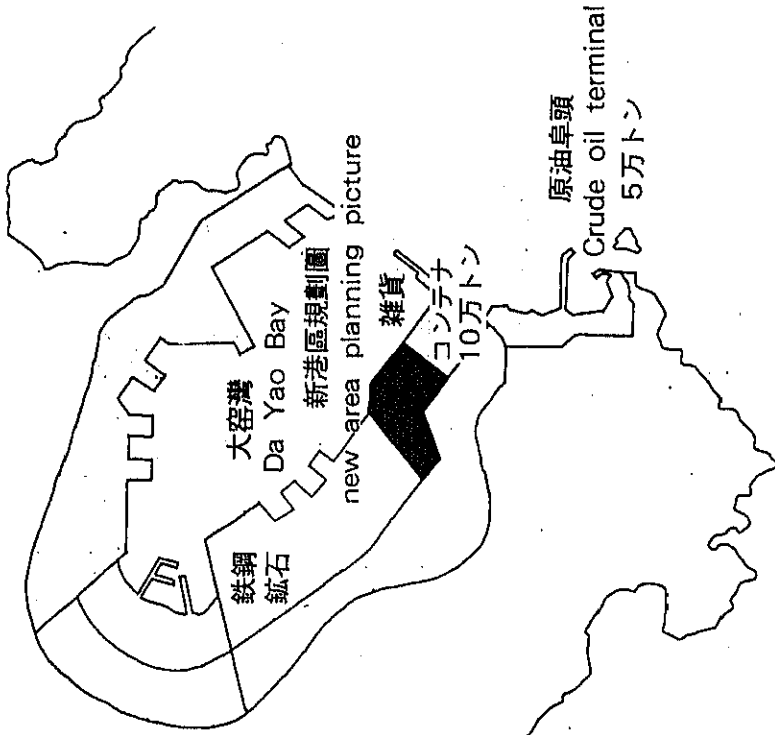 大窑灣
Da Yao Bay
新港區規劃圖
new area planning picture
鉄鋼
鉱石
雑貨
コンテナ
10万トン
原油阜頭
Crude oil terminal
5万トン